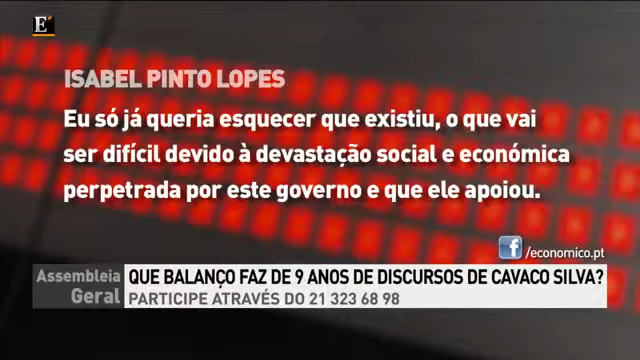 E
ISABEL PINTO LOPES
Eu só já queria esquecer que existiu, o que vai
ser difícil devido à devastação social e económica
perpetrada por este governo e que ele apoiou.
f /economico.pt
Assembleia
Geral
QUE BALANÇO FAZ DE 9 ANOS DE DISCURSOS DE CAVACO SILVA?
PARTICIPE ATRAVÉS DO 21 323 68 98